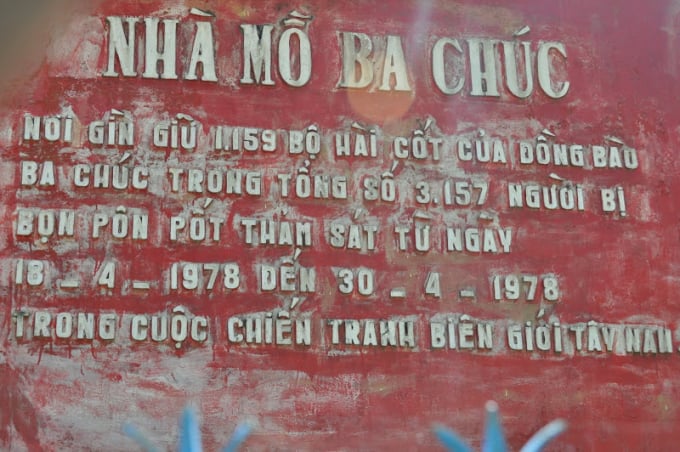 NHÀ MỒ BA CHÚC
NƠI GÌN GIỮ 1.159 BỘ HÀI CỐT CỦA ĐỒNG BÀO
BA CHÚC TRONG TỔNG SỐ 3.157 NGƯỜI BỊ
BỌN PÔN PỐT THẢM SÁT TỪ NGÀY
18 - 4 - 1978 ĐẾN 30 - 4 - 1978
TRONG CUỘC CHIẾN TRANH BIÊN GIỚI TÂY NAM